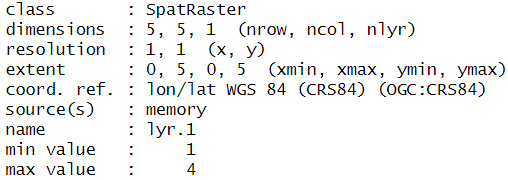 class       : SpatRaster
dimensions  : 5, 5, 1  (nrow, ncol, nlyr)
resolution  : 1, 1  (x, y)
extent      : 0, 5, 0, 5  (xmin, xmax, ymin, ymax)
coord. ref. : lon/lat WGS 84 (CRS84) (OGC:CRS84)
source(s)   : memory
name        : lyr.1
min value   :     1
max value   :     4